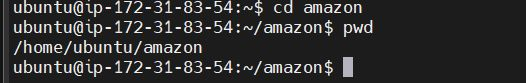 ubuntu@ip-172-31-83-54:~$ cd amazon
ubuntu@ip-172-31-83-54:~/amazon$ pwd
/home/ubuntu/amazon
ubuntu@ip-172-31-83-54:~/amazon$